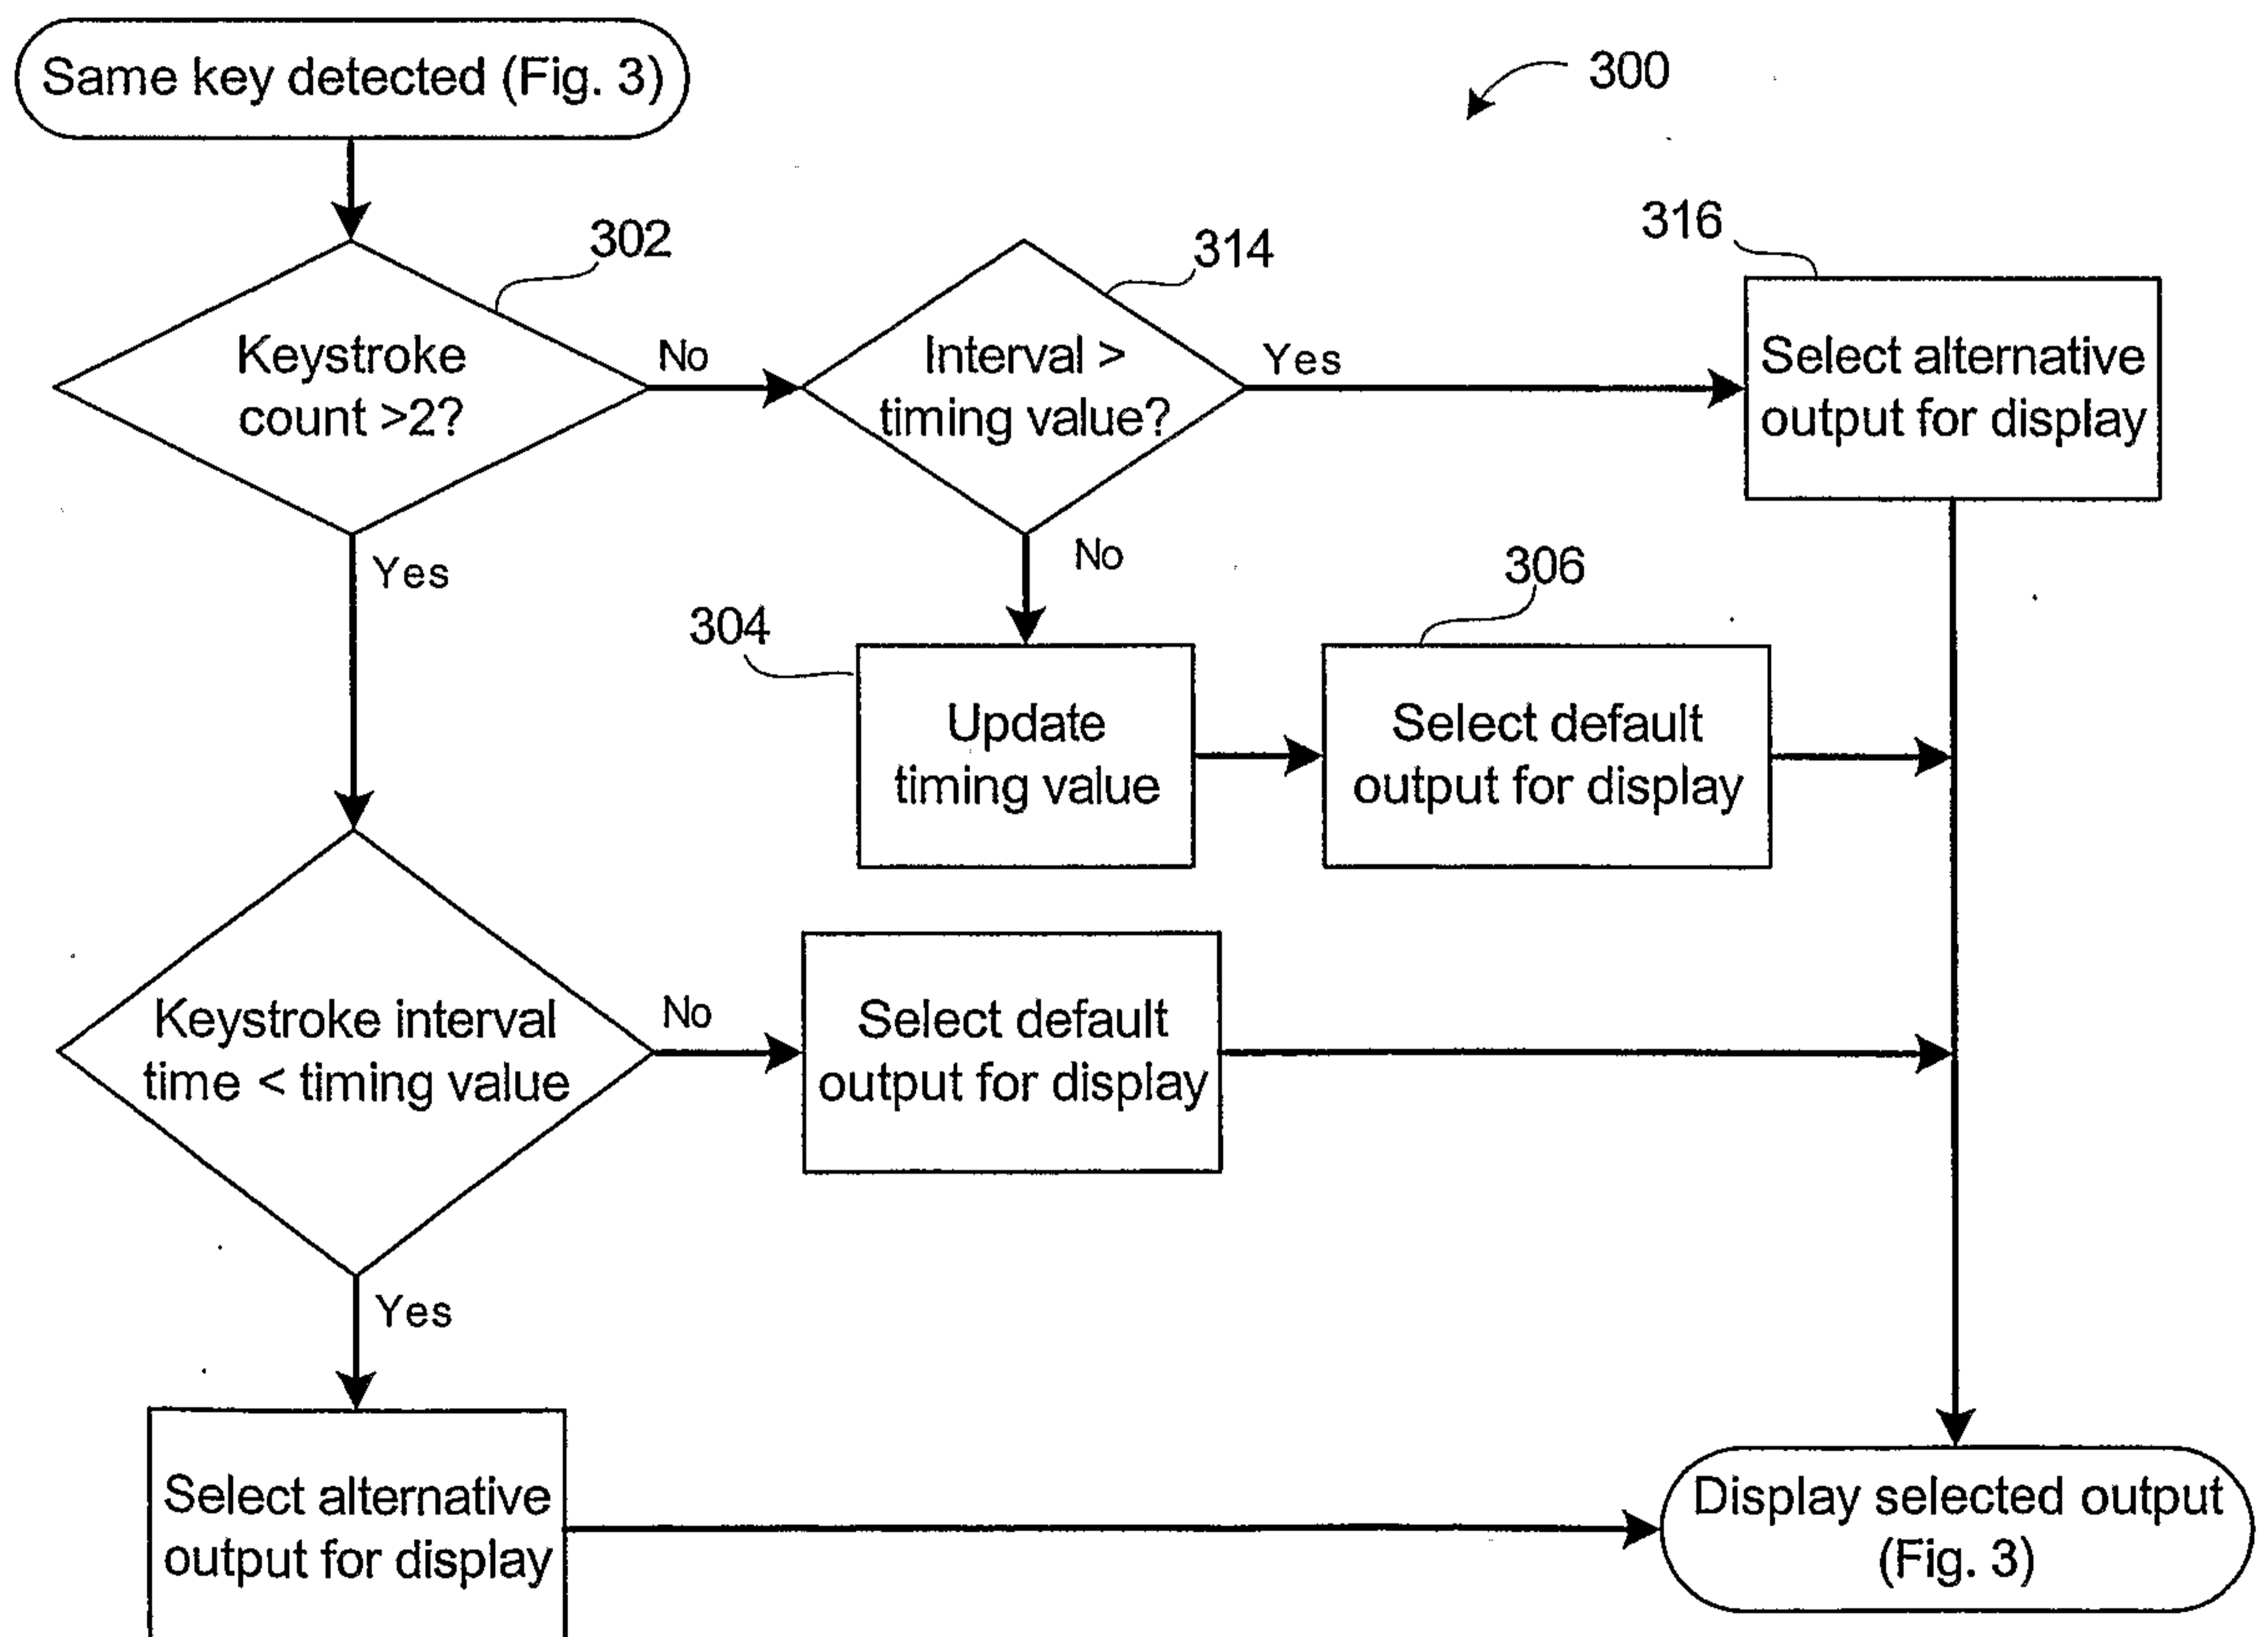 Same key detected (Fig. 3)
300
302
Keystroke
count >2?
No
314
Interval >
timing value?
Yes
316
Select alternative
output for display
Yes
No
304
Update
timing value
306
Select default
output for display
Keystroke interval
time < timing value
No
Select default
output for display
Yes
Select alternative
output for display
Display selected output
(Fig. 3)